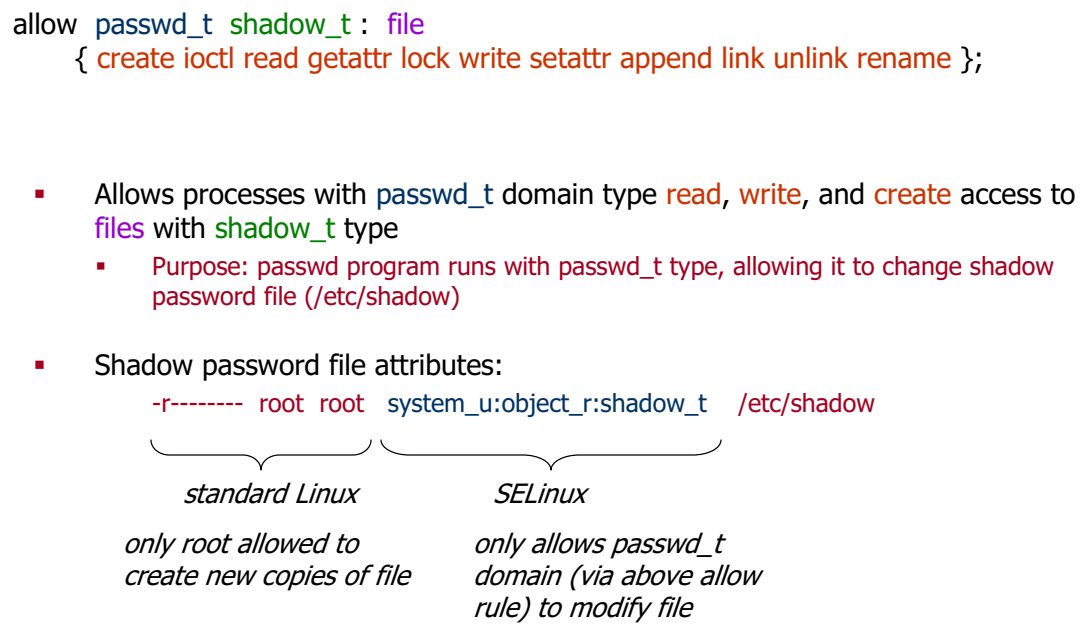 allow passwd_t shadow_t : file
{ create ioctl read getattr lock write setattr append link unlink rename };
▪ Allows processes with passwd_t domain type read, write, and create access to
files with shadow_t type
▪ Purpose: passwd program runs with passwd_t type, allowing it to change shadow
password file (/etc/shadow)
▪ Shadow password file attributes:
-r-------- root root system_u:object_r:shadow_t /etc/shadow
standard Linux SELinux
only root allowed to only allows passwd_t
create new copies of file domain (via above allow
rule) to modify file